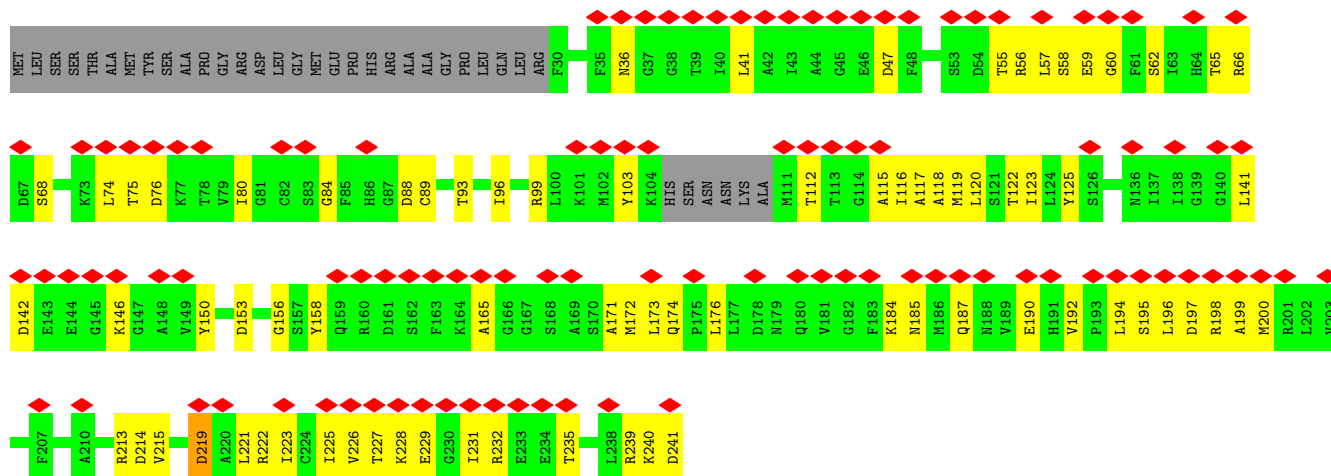 MET LEU SER SER THR ALA MET TYR SER ALA PRO GLY ARG ASP LEU GLY MET GLU PRO HIS ARG ALA ALA GLY PRO LEU GLN LEU ARG F30 F35 N36 G37 G38 T39 I40 L41 A42 I43 A44 G45 E46 D47 F48 S53 D54 T55 R56 L57 S58 E59 G60 F61 S62 I63 H64 T65 R66
D67 S68 K73 L74 T75 D76 K77 T78 V79 I80 G81 C82 S83 G84 F85 H86 G87 D88 C89 T93 I96 R99 L100 K101 M102 Y103 K104 HIS SER ASN ASN LYS ALA M111 T112 T113 G114 A115 I116 A117 A118 M119 L120 S121 T122 I123 L124 Y125 S126 N136 I137 I138 G139 G140 L141
D142 E143 E144 G145 K146 G147 A148 V149 Y150 D153 G156 S157 Y158 Q159 R160 D161 S162 F163 K164 A165 G166 G167 S168 A169 S170 A171 M172 L173 Q174 P175 L176 L177 D178 N179 Q180 V181 G182 F183 K184 N185 M186 Q187 N188 V189 E190 H191 V192 P193 L194 S195 L196 D197 R198 A199 M200 R201 L202 V203
F207 A210 R213 D214 V215 D219 A220 L221 R222 I223 C224 I225 V226 T227 K228 E229 G230 I231 R232 E233 E234 T235 L238 R239 K240 D241